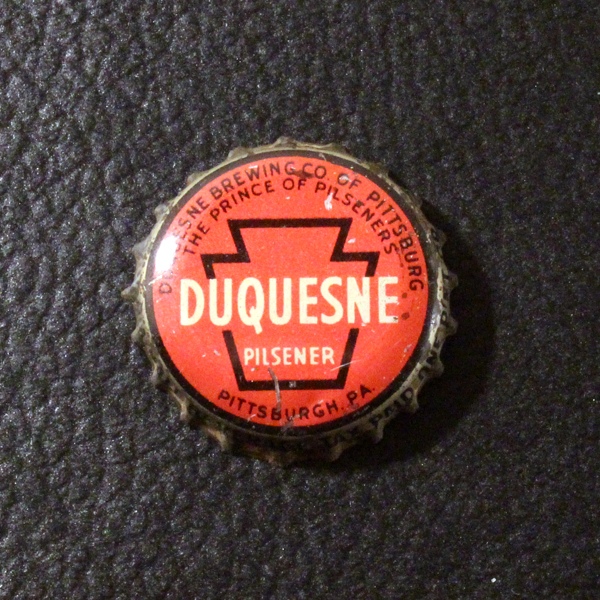 DUQUESNE BREWING CO. OF PITTSBURG
THE PRINCE OF PILSENERS
DUQUESNE
PILSENER
PITTSBURGH, PA.